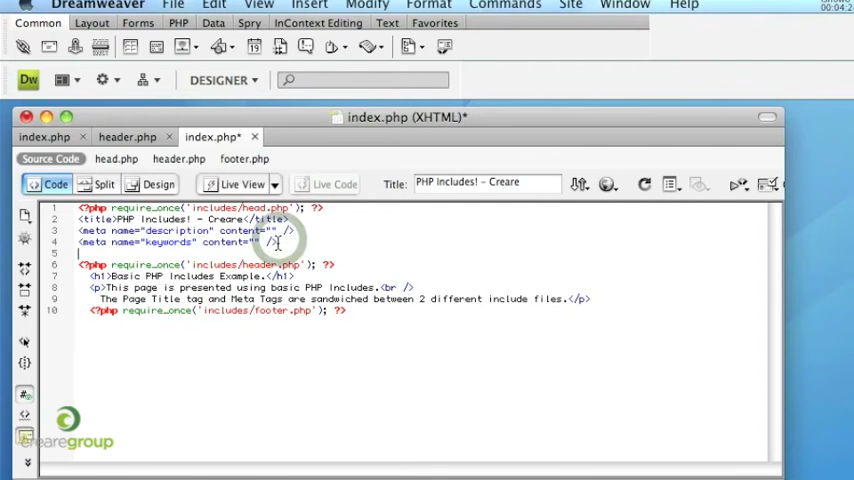 Dreamweaver File Edit View Insert Modify Format Commands Site Window Help
00:04:2
Common Layout Forms PHP Data Spry InContext Editing Text Favorites
Dw DESIGNER
index.php (XHTML)*
index.php header.php index.php*
Source Code head.php header.php footer.php
Code Split Design Live View Live Code Title: PHP Includes! - Creare
1 <?php require_once('includes/head.php'); ?>
2 <title>PHP Includes! - Creare</title>
3 <meta name="description" content="" />
4 <meta name="keywords" content="" />
5
6 <?php require_once('includes/header.php'); ?>
7 <h1>Basic PHP Includes Example.</h1>
8 <p>This page is presented using basic PHP Includes.<br />
9 The Page Title tag and Meta Tags are sandwiched between 2 different include files.</p>
10 <?php require_once('includes/footer.php'); ?>
crearegroup